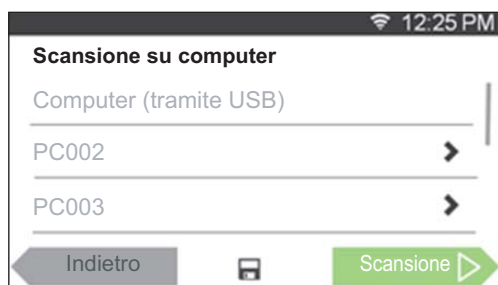 12:25 PM
Scansione su computer
Computer (tramite USB)
PC002
PC003
Indietro Scansione